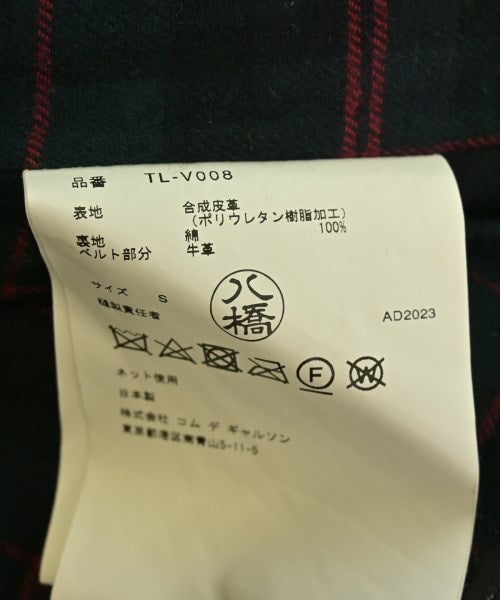 品番 TL-V008
表地 合成皮革
(ポリウレタン樹脂加工)
裏地 綿 100%
ベルト部分 牛革
サイズ S
縫製責任者
八橋
AD2023
F
W
ネット使用
日本製
株式会社 コム デ ギャルソン
東京都港区南青山5-11-5